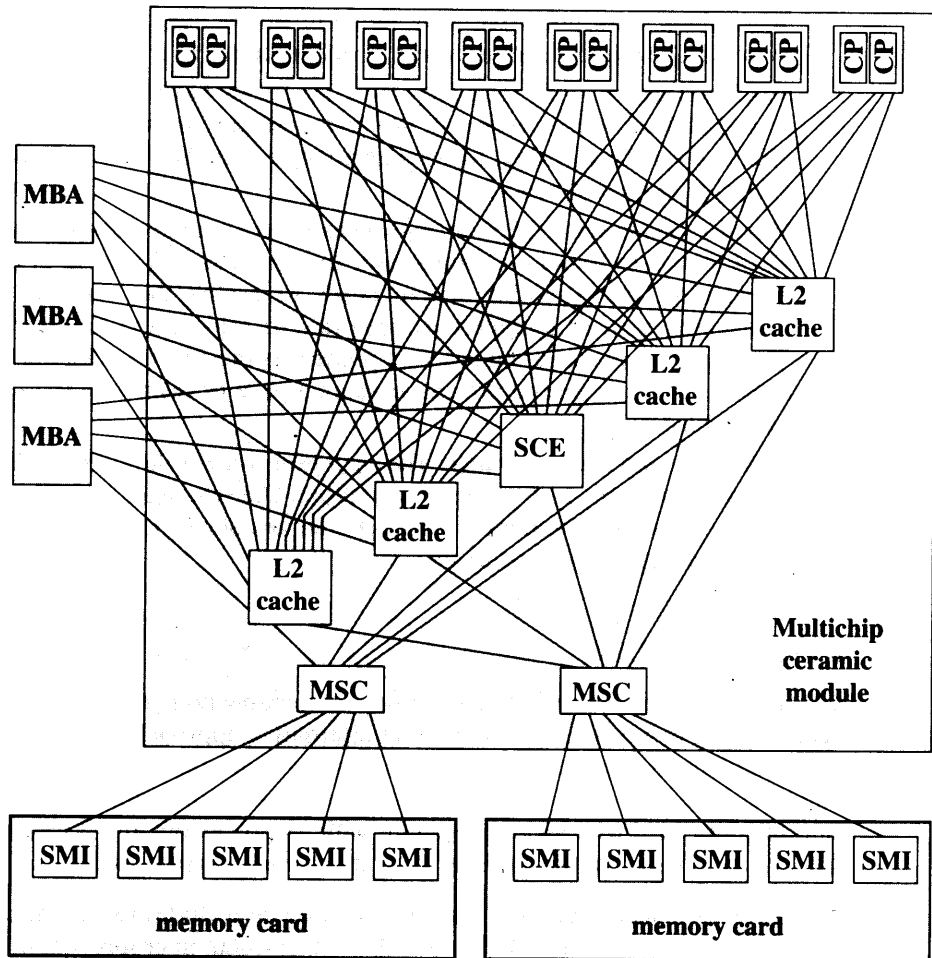 CP CP CP CP CP CP CP CP CP CP CP CP CP CP CP CP
MBA
L2
cache
MBA
L2
cache
MBA
SCE
L2
cache
L2
cache
Multichip
ceramic
module
MSC MSC
SMI SMI SMI SMI SMI SMI SMI SMI SMI SMI
memory card memory card